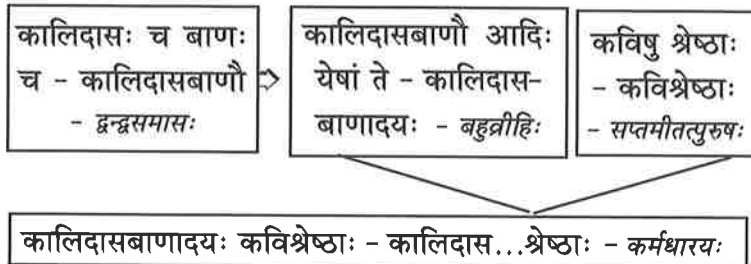 कालिदासः च बाणः
च - कालिदासबाणौ
- द्वन्द्वसमासः
कालिदासबाणौ आदिः
येषां ते - कालिदास-
बाणादयः - बहुव्रीहिः
कविषु श्रेष्ठाः
- कविश्रेष्ठाः
- सप्तमीतत्पुरुषः
कालिदासबाणादयः कविश्रेष्ठाः - कालिदास...श्रेष्ठाः - कर्मधारयः